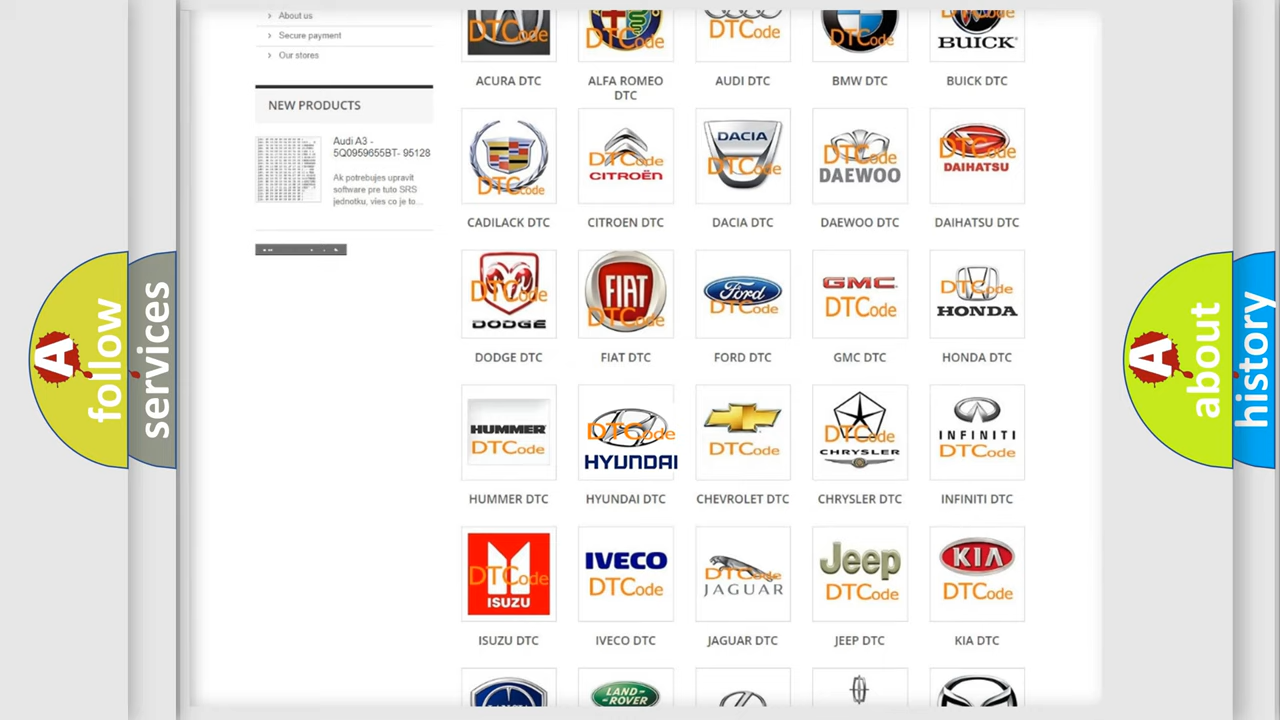 About us
Secure payment
Our stores
NEW PRODUCTS
Audi A3 -
5Q0959655BT- 95128
Ak potrebujes upravit
software pre tuto SRS
jednotku, vies co je to...
DTCode
DTCode
DTCode
DTCode
BUICK
ACURA DTC
ALFA ROMEO
DTC
AUDI DTC
BMW DTC
BUICK DTC
DTCode
DTCode
CITROËN
DACIA
DTCode
DTCode
DAEWOO
DTCode
DAIHATSU
CADILACK DTC
CITROEN DTC
DACIA DTC
DAEWOO DTC
DAIHATSU DTC
DTCode
DODGE
FIAT
DTCode
Ford
DTCode
GMC
DTCode
DTCode
HONDA
DODGE DTC
FIAT DTC
FORD DTC
GMC DTC
HONDA DTC
HUMMER
DTCode
DTCode
HYUNDAI
DTCode
DTCode
CHRYSLER
INFINITI
DTCode
HUMMER DTC
HYUNDAI DTC
CHEVROLET DTC
CHRYSLER DTC
INFINITI DTC
DTCode
ISUZU
IVECO
DTCode
DTCode
JAGUAR
Jeep
DTCode
KIA
DTCode
ISUZU DTC
IVECO DTC
JAGUAR DTC
JEEP DTC
KIA DTC
LAND-
ROVER
A follow
services
A about
history